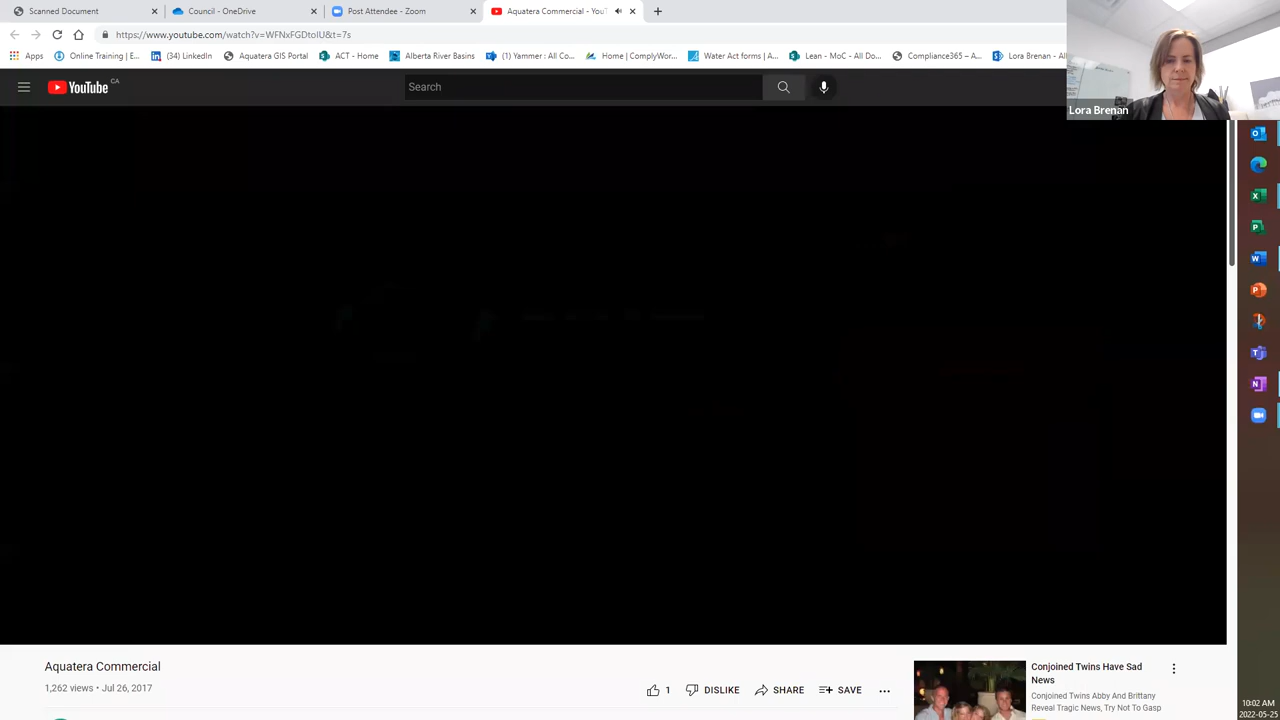 Scanned Document
Council - OneDrive
Post Attendee - Zoom
Aquatera Commercial - YouT
https://www.youtube.com/watch?v=WFNxFGDtoIU&t=7s
Apps
Online Training | E...
(34) LinkedIn
Aquatera GIS Portal
ACT - Home
Alberta River Basins
(1) Yammer : All Co...
Home | ComplyWor...
Water Act forms | A...
Lean - MoC - All Do...
Compliance365 – A...
Lora Brenan - Al
YouTube CA
Search
Lora Brenan
Aquatera Commercial
1,262 views • Jul 26, 2017
1
DISLIKE
SHARE
SAVE
Conjoined Twins Have Sad
News
Conjoined Twins Abby And Brittany
Reveal Tragic News, Try Not To Gasp
10:02 AM
2022-05-25